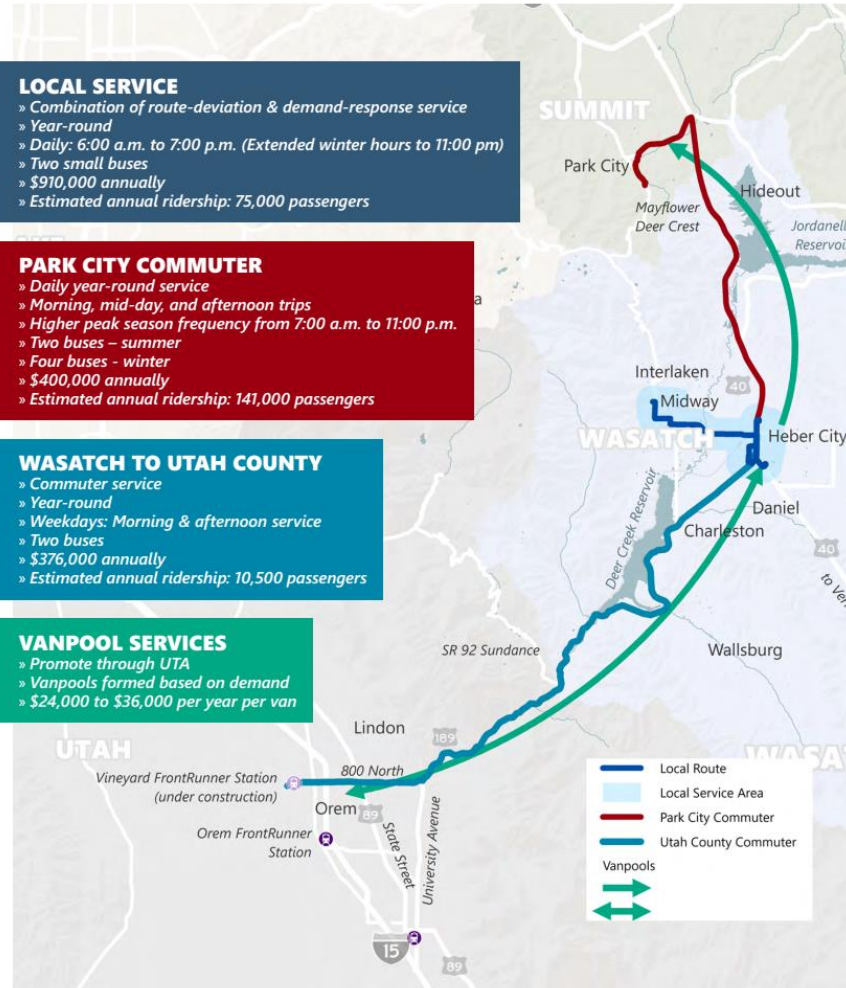 LOCAL SERVICE
» Combination of route-deviation & demand-response service
» Year-round
» Daily: 6:00 a.m. to 7:00 p.m. (Extended winter hours to 11:00 pm)
» Two small buses
» $910,000 annually
» Estimated annual ridership: 75,000 passengers
PARK CITY COMMUTER
» Daily year-round service
» Morning, mid-day, and afternoon trips
» Higher peak season frequency from 7:00 a.m. to 11:00 p.m.
» Two buses – summer
» Four buses - winter
» $400,000 annually
» Estimated annual ridership: 141,000 passengers
WASATCH TO UTAH COUNTY
» Commuter service
» Year-round
» Weekdays: Morning & afternoon service
» Two buses
» $376,000 annually
» Estimated annual ridership: 10,500 passengers
VANPOOL SERVICES
» Promote through UTA
» Vanpools formed based on demand
» $24,000 to $36,000 per year per van
SUMMIT
Park City
Hideout
Mayflower
Deer Crest
Jordanell
Reservoir
a
Interlaken
40
Midway
WASATCH
Heber City
Deer Creek Reservoir
Daniel
Charleston
40
to Ver
SR 92 Sundance
Wallsburg
Lindon
189
UTAH
WASA
Vineyard FrontRunner Station
(under construction)
800 North
Orem
89
Orem FrontRunner
Station
State Street
University Avenue
15
89
Local Route
Local Service Area
Park City Commuter
Utah County Commuter
Vanpools